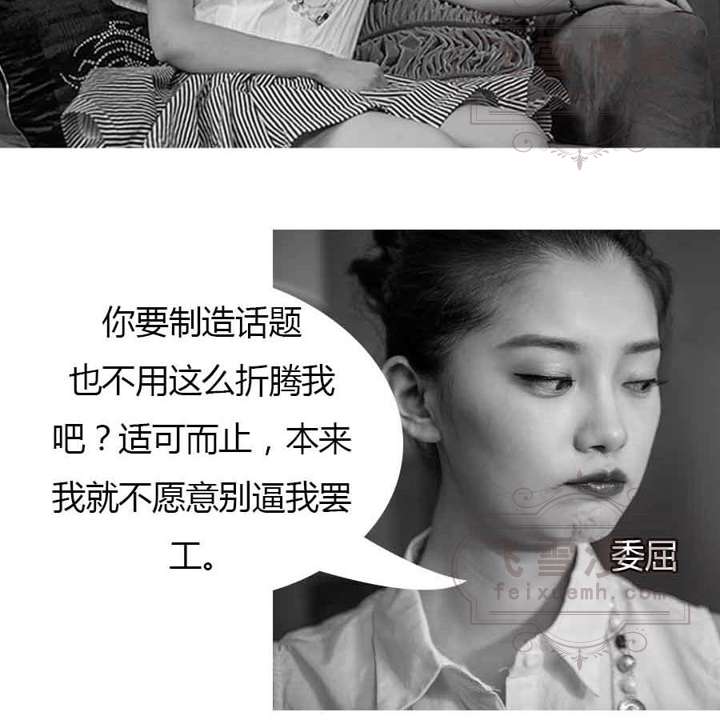 你要制造话题
也不用这么折腾我
吧？适可而止，本来
我就不愿意别逼我罢
工。
委屈
feixuemh.com